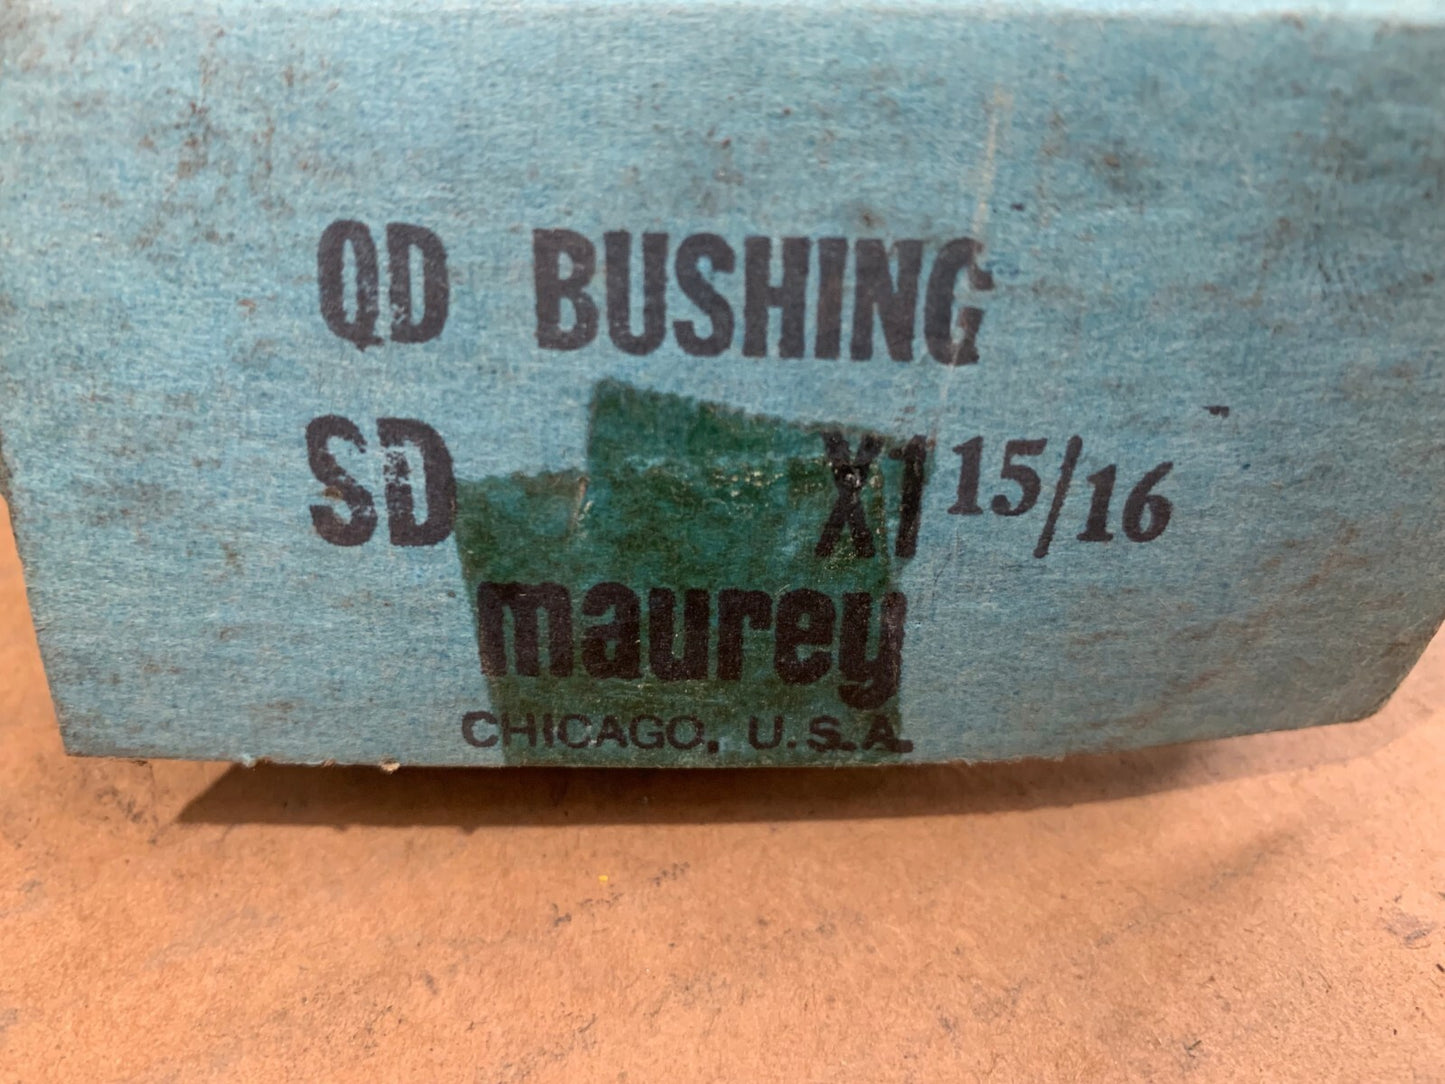 QD BUSHING
SD X1 15/16
maurey
CHICAGO, U.S.A.